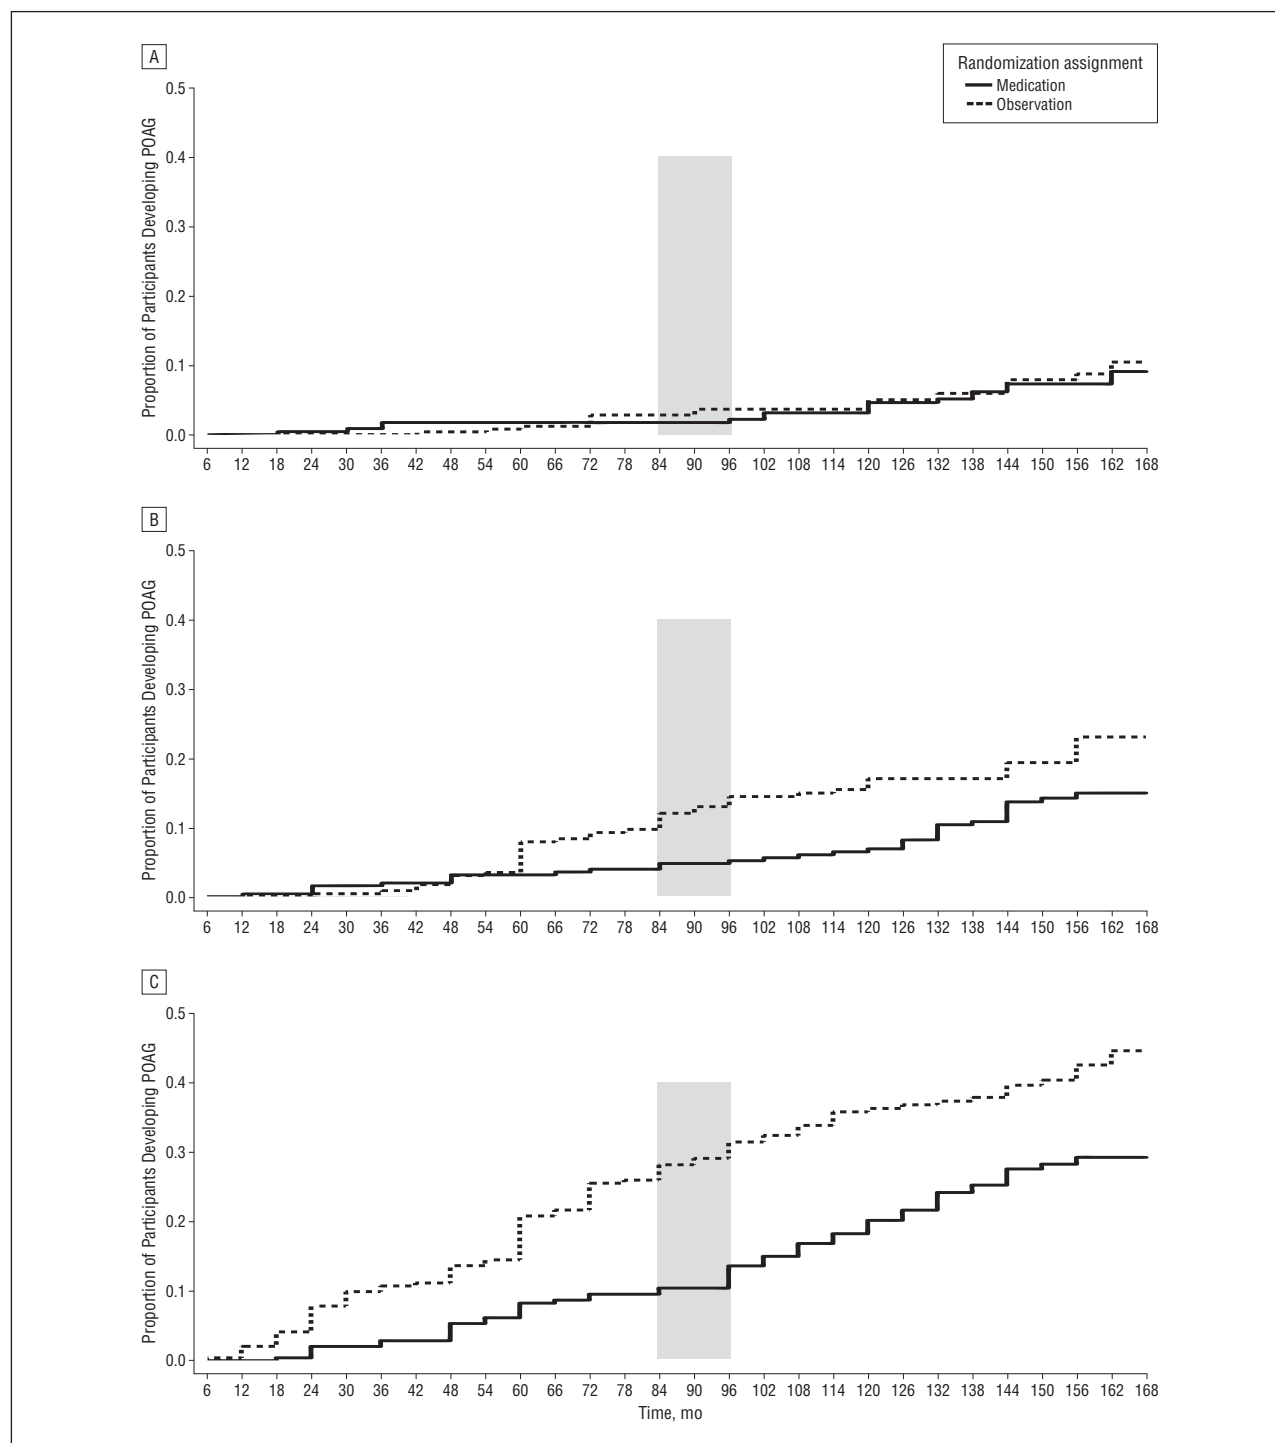 A
Randomization assignment
Medication
Observation
Proportion of Participants Developing POAG
0.5
0.4
0.3
0.2
0.1
0.0
6 12 18 24 30 36 42 48 54 60 66 72 78 84 90 96 102 108 114 120 126 132 138 144 150 156 162 168
B
Proportion of Participants Developing POAG
0.5
0.4
0.3
0.2
0.1
0.0
6 12 18 24 30 36 42 48 54 60 66 72 78 84 90 96 102 108 114 120 126 132 138 144 150 156 162 168
C
Proportion of Participants Developing POAG
0.5
0.4
0.3
0.2
0.1
0.0
6 12 18 24 30 36 42 48 54 60 66 72 78 84 90 96 102 108 114 120 126 132 138 144 150 156 162 168
Time, mo